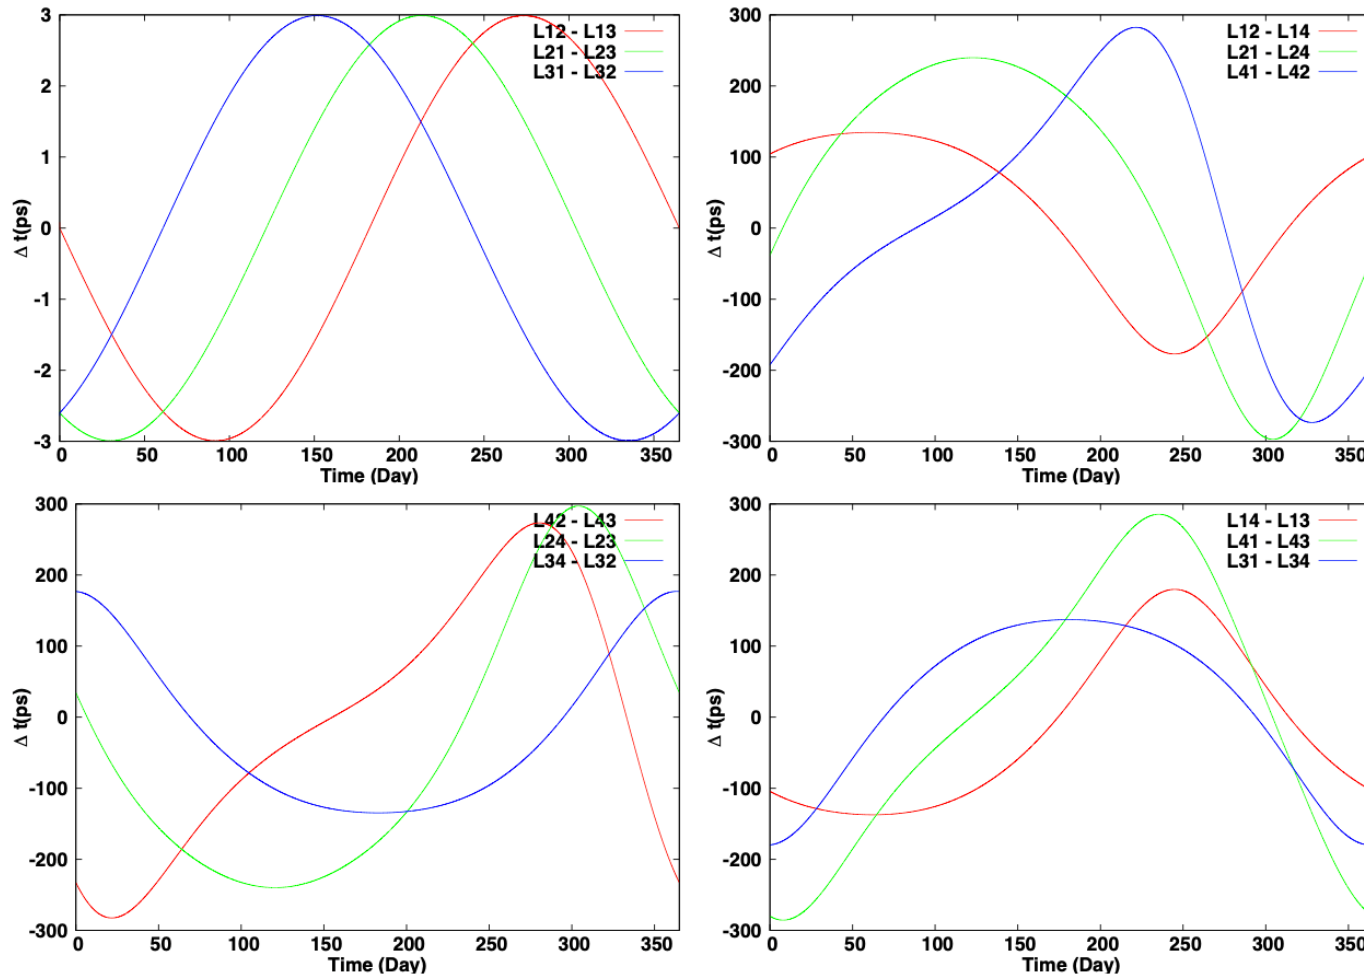 3
2
1
0
-1
-2
-3
Δ t(ps)
0 50 100 150 200 250 300 350
Time (Day)
L12 - L13
L21 - L23
L31 - L32
300
200
100
0
-100
-200
-300
Δ t(ps)
0 50 100 150 200 250 300 350
Time (Day)
L12 - L14
L21 - L24
L41 - L42
300
200
100
0
-100
-200
-300
Δ t(ps)
0 50 100 150 200 250 300 350
Time (Day)
L42 - L43
L24 - L23
L34 - L32
300
200
100
0
-100
-200
-300
Δ t(ps)
0 50 100 150 200 250 300 350
Time (Day)
L14 - L13
L41 - L43
L31 - L34